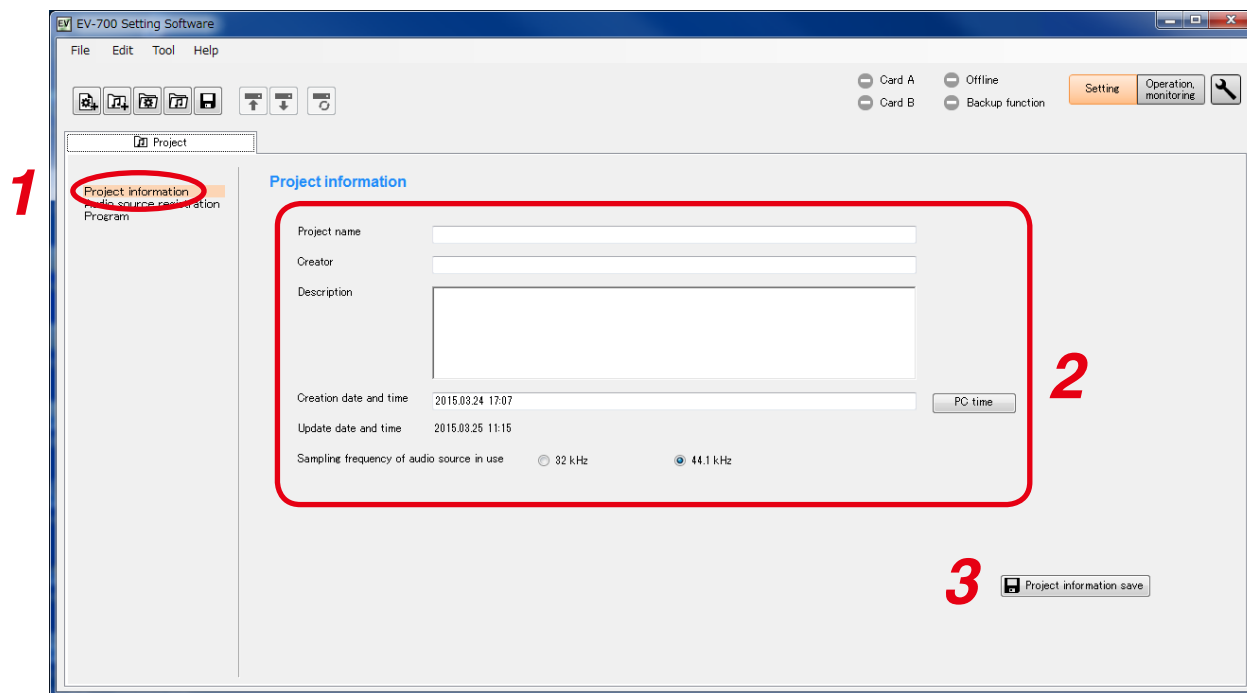 EV EV-700 Setting Software
File Edit Tool Help
Card A Offline
Card B Backup function
Setting Operation, monitoring
Project
1
Project information
Audio source registration
Program
Project information
Project name
Creator
Description
2
Creation date and time 2015.03.24 17:07 PC time
Update date and time 2015.03.25 11:15
Sampling frequency of audio source in use 32 kHz 44.1 kHz
3 Project information save